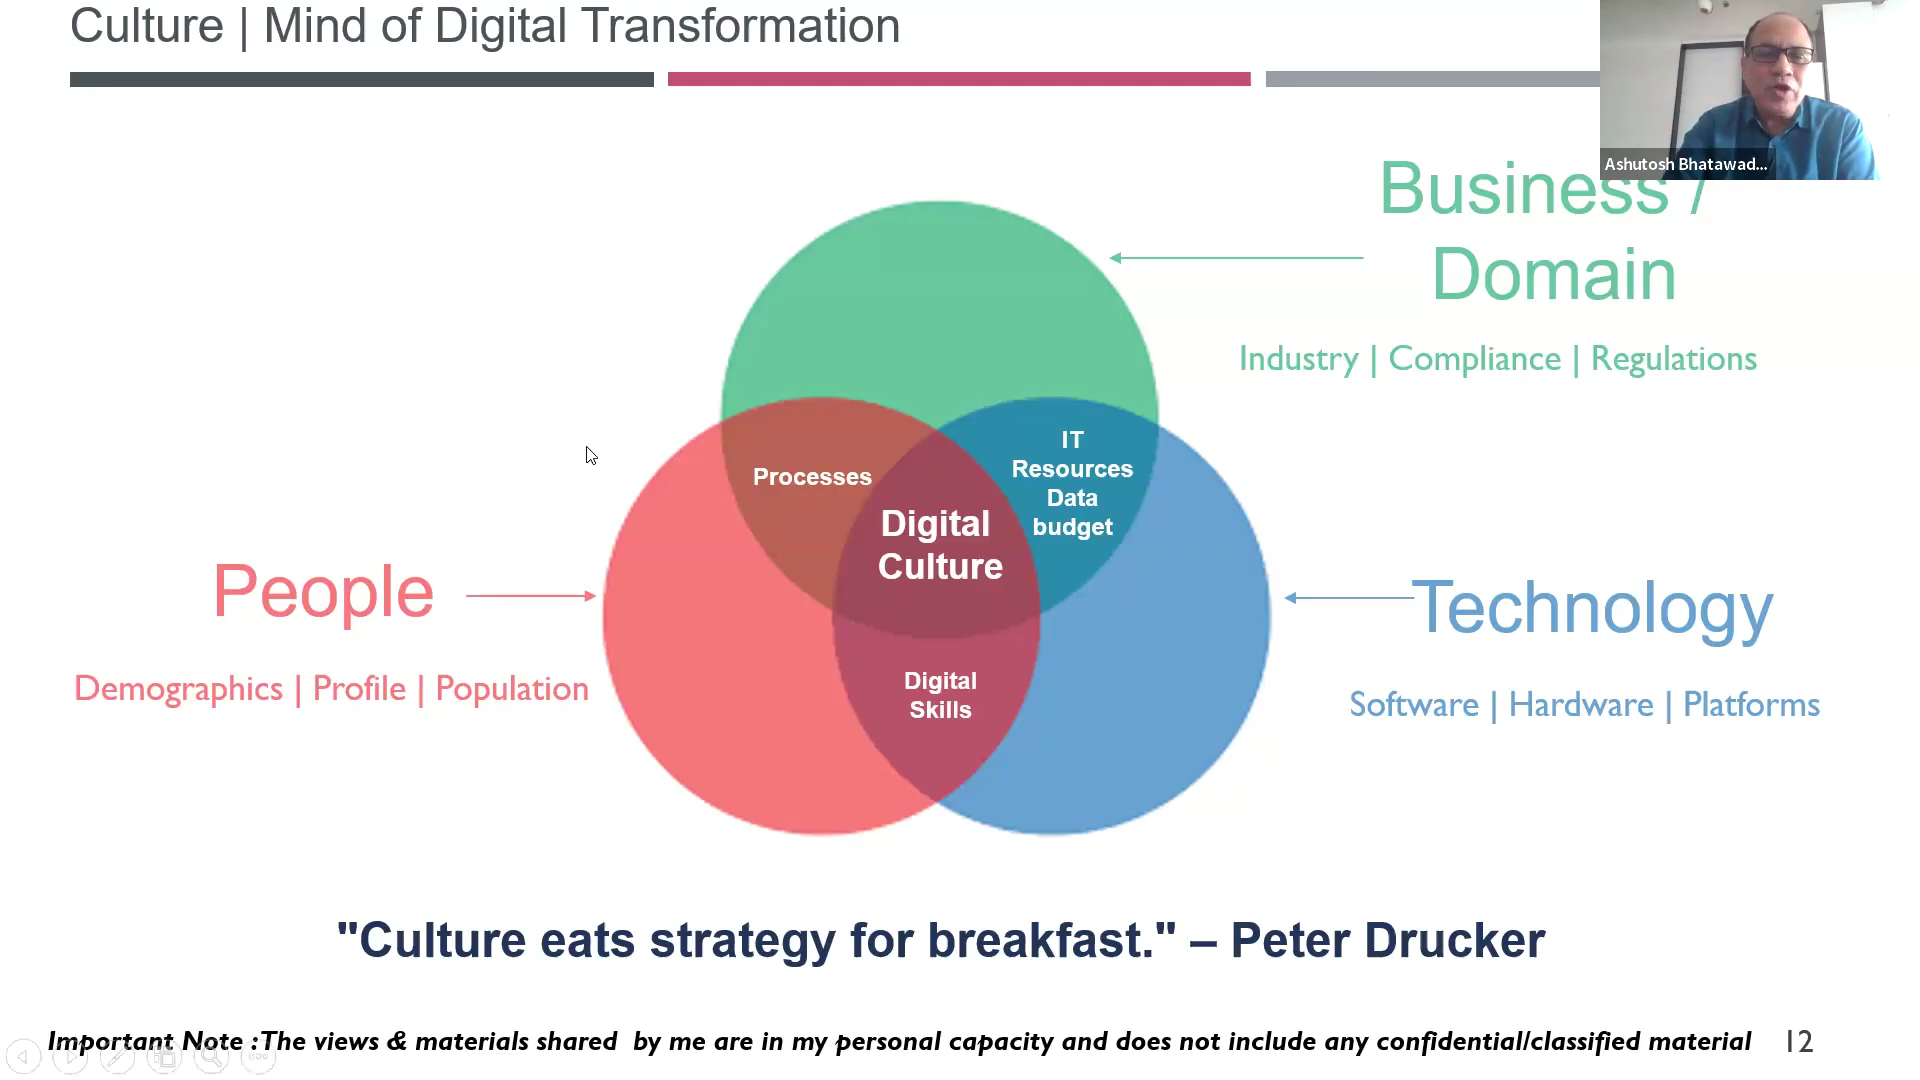 Culture | Mind of Digital Transformation
Ashutosh Bhatawad...
Business /
Domain
Industry | Compliance | Regulations
IT
Resources
Data
budget
Processes
Digital
Culture
People
Demographics | Profile | Population
Technology
Software | Hardware | Platforms
Digital
Skills
"Culture eats strategy for breakfast." – Peter Drucker
Important Note :The views & materials shared by me are in my personal capacity and does not include any confidential/classified material
12